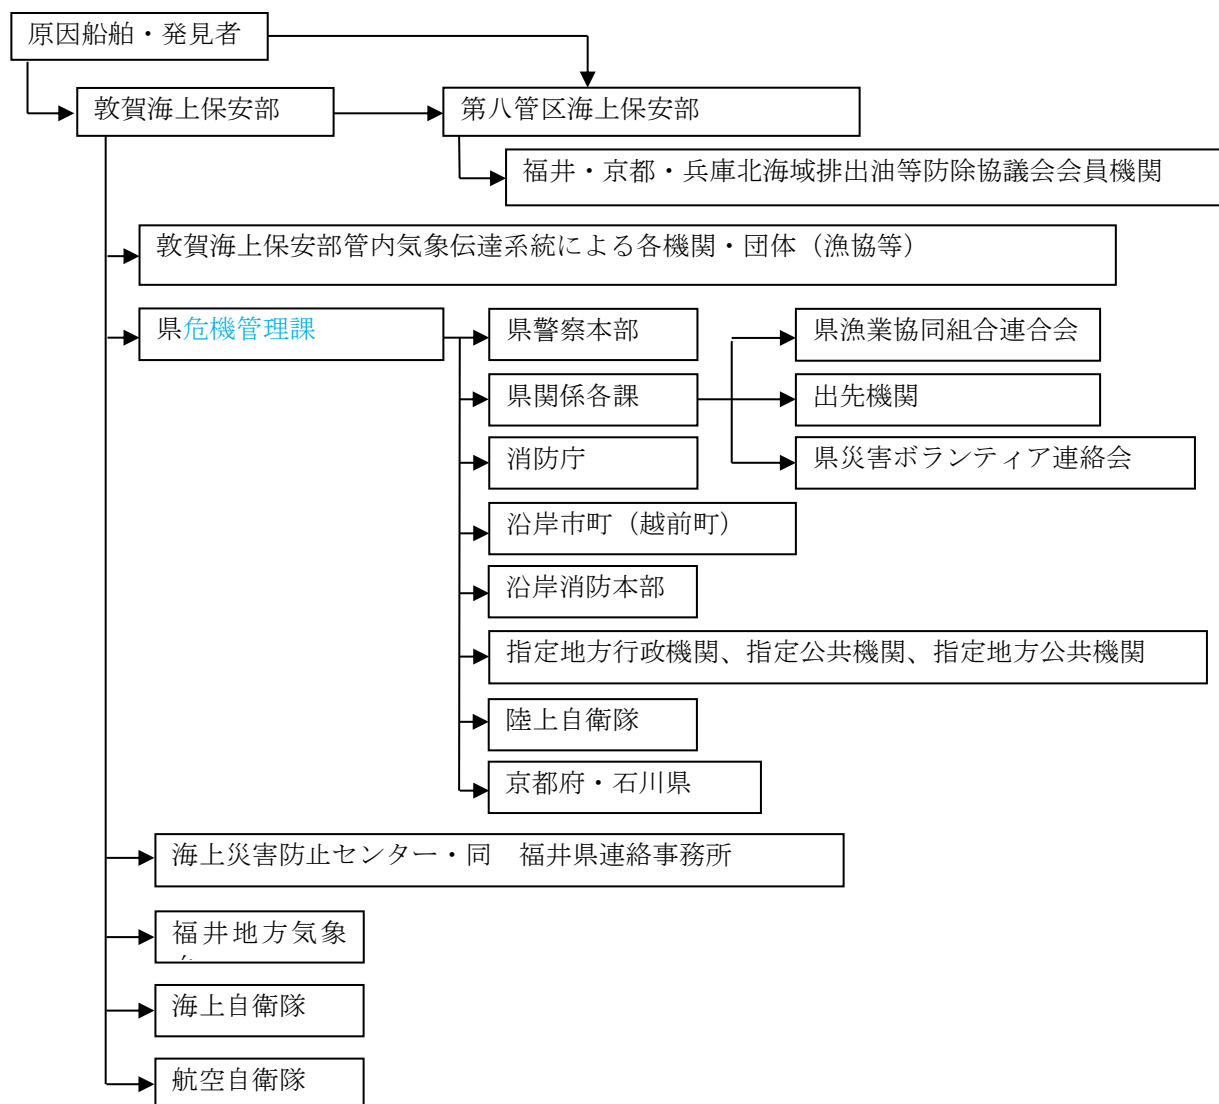 原因船舶・発見者
敦賀海上保安部
第八管区海上保安部
福井・京都・兵庫北海域排出油等防除協議会会員機関
敦賀海上保安部管内気象伝達系統による各機関・団体（漁協等）
県危機管理課
県警察本部
県漁業協同組合連合会
県関係各課
出先機関
消防庁
県災害ボランティア連絡会
沿岸市町（越前町）
沿岸消防本部
指定地方行政機関、指定公共機関、指定地方公共機関
陸上自衛隊
京都府・石川県
海上災害防止センター・同　福井県連絡事務所
福井地方気象
海上自衛隊
航空自衛隊